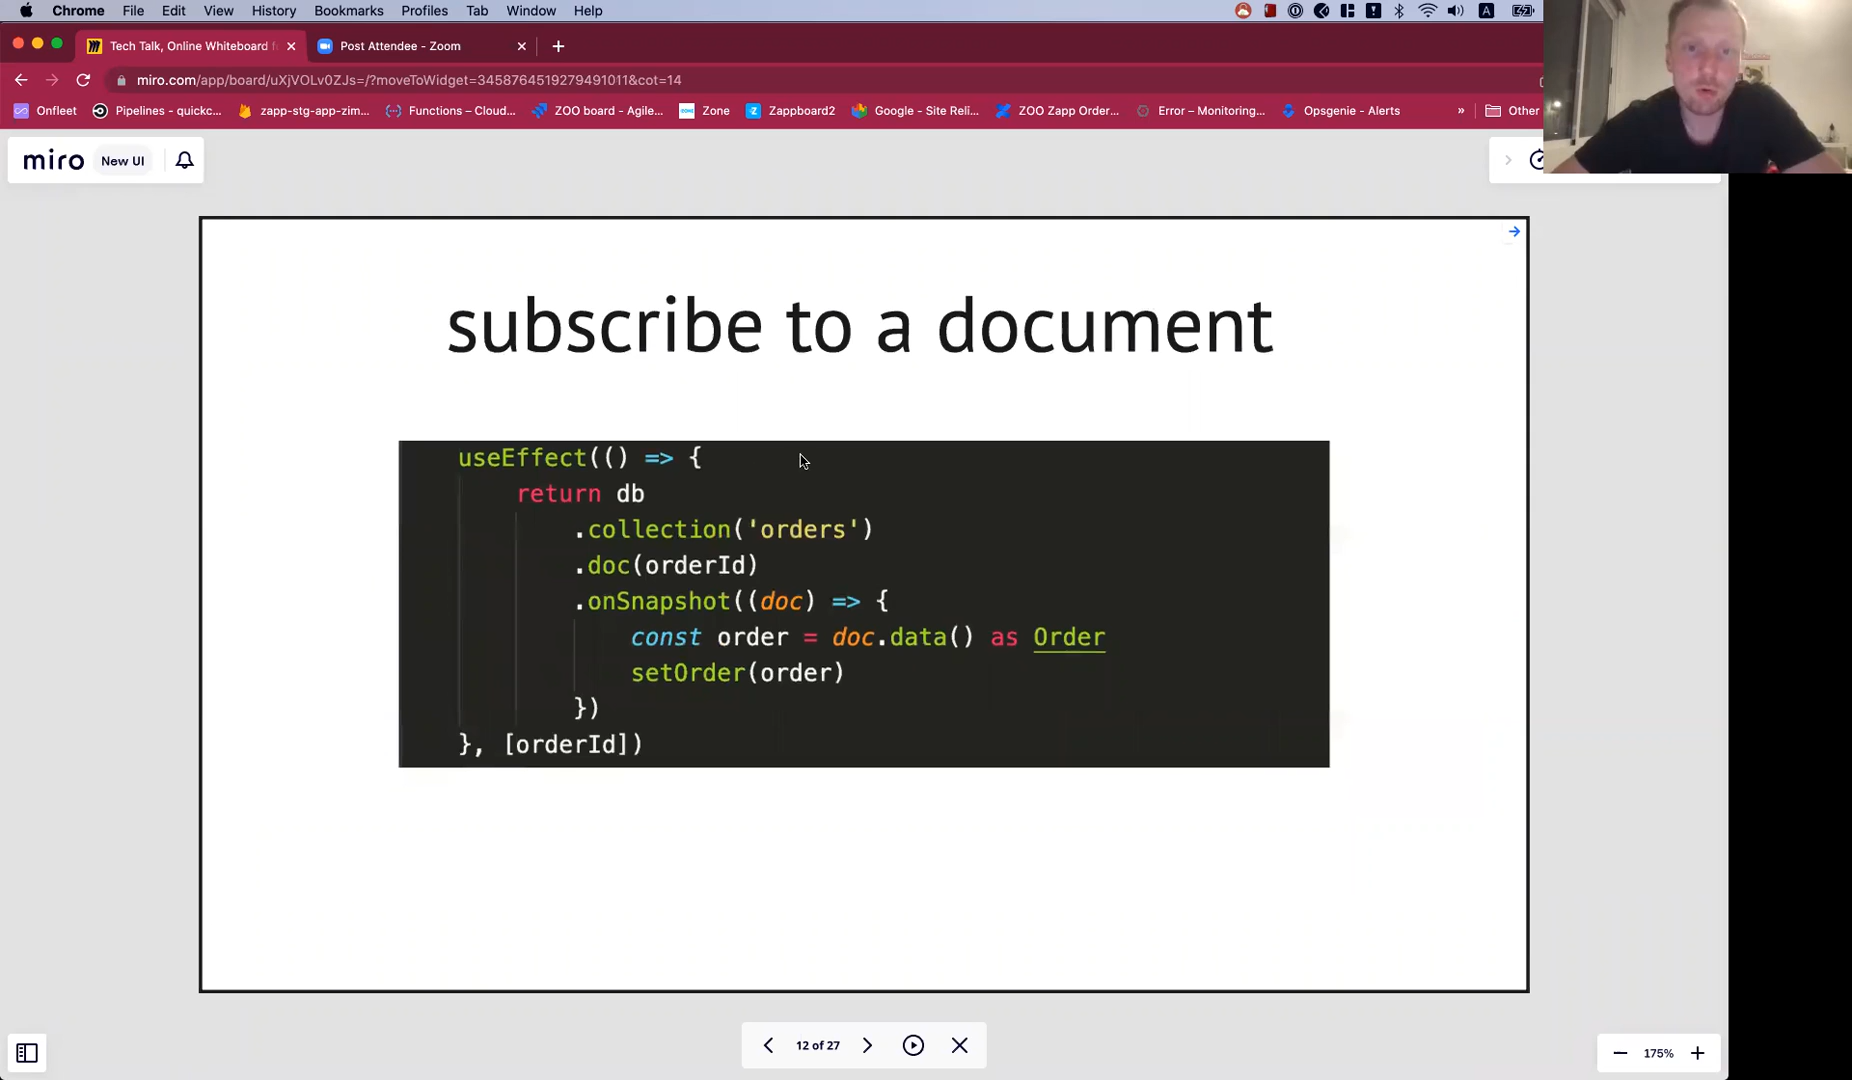 Chrome File Edit View History Bookmarks Profiles Tab Window Help
A
Tech Talk, Online Whiteboard f
Post Attendee - Zoom
miro.com/app/board/uXjVOLv0ZJs=/?moveToWidget=3458764519279491011&cot=14
Onfleet Pipelines - quickc... zapp-stg-app-zim... Functions – Cloud... ZOO board - Agile... Zone Zappboard2 Google - Site Reli... ZOO Zapp Order... Error – Monitoring... Opsgenie - Alerts » Other
miro New UI
subscribe to a document
useEffect(() => {
return db
.collection('orders')
.doc(orderId)
.onSnapshot((doc) => {
const order = doc.data() as Order
setOrder(order)
})
}, [orderId])
12 of 27
175%